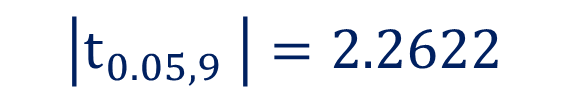 |t₀.₀₅,₉ | = 2.2622